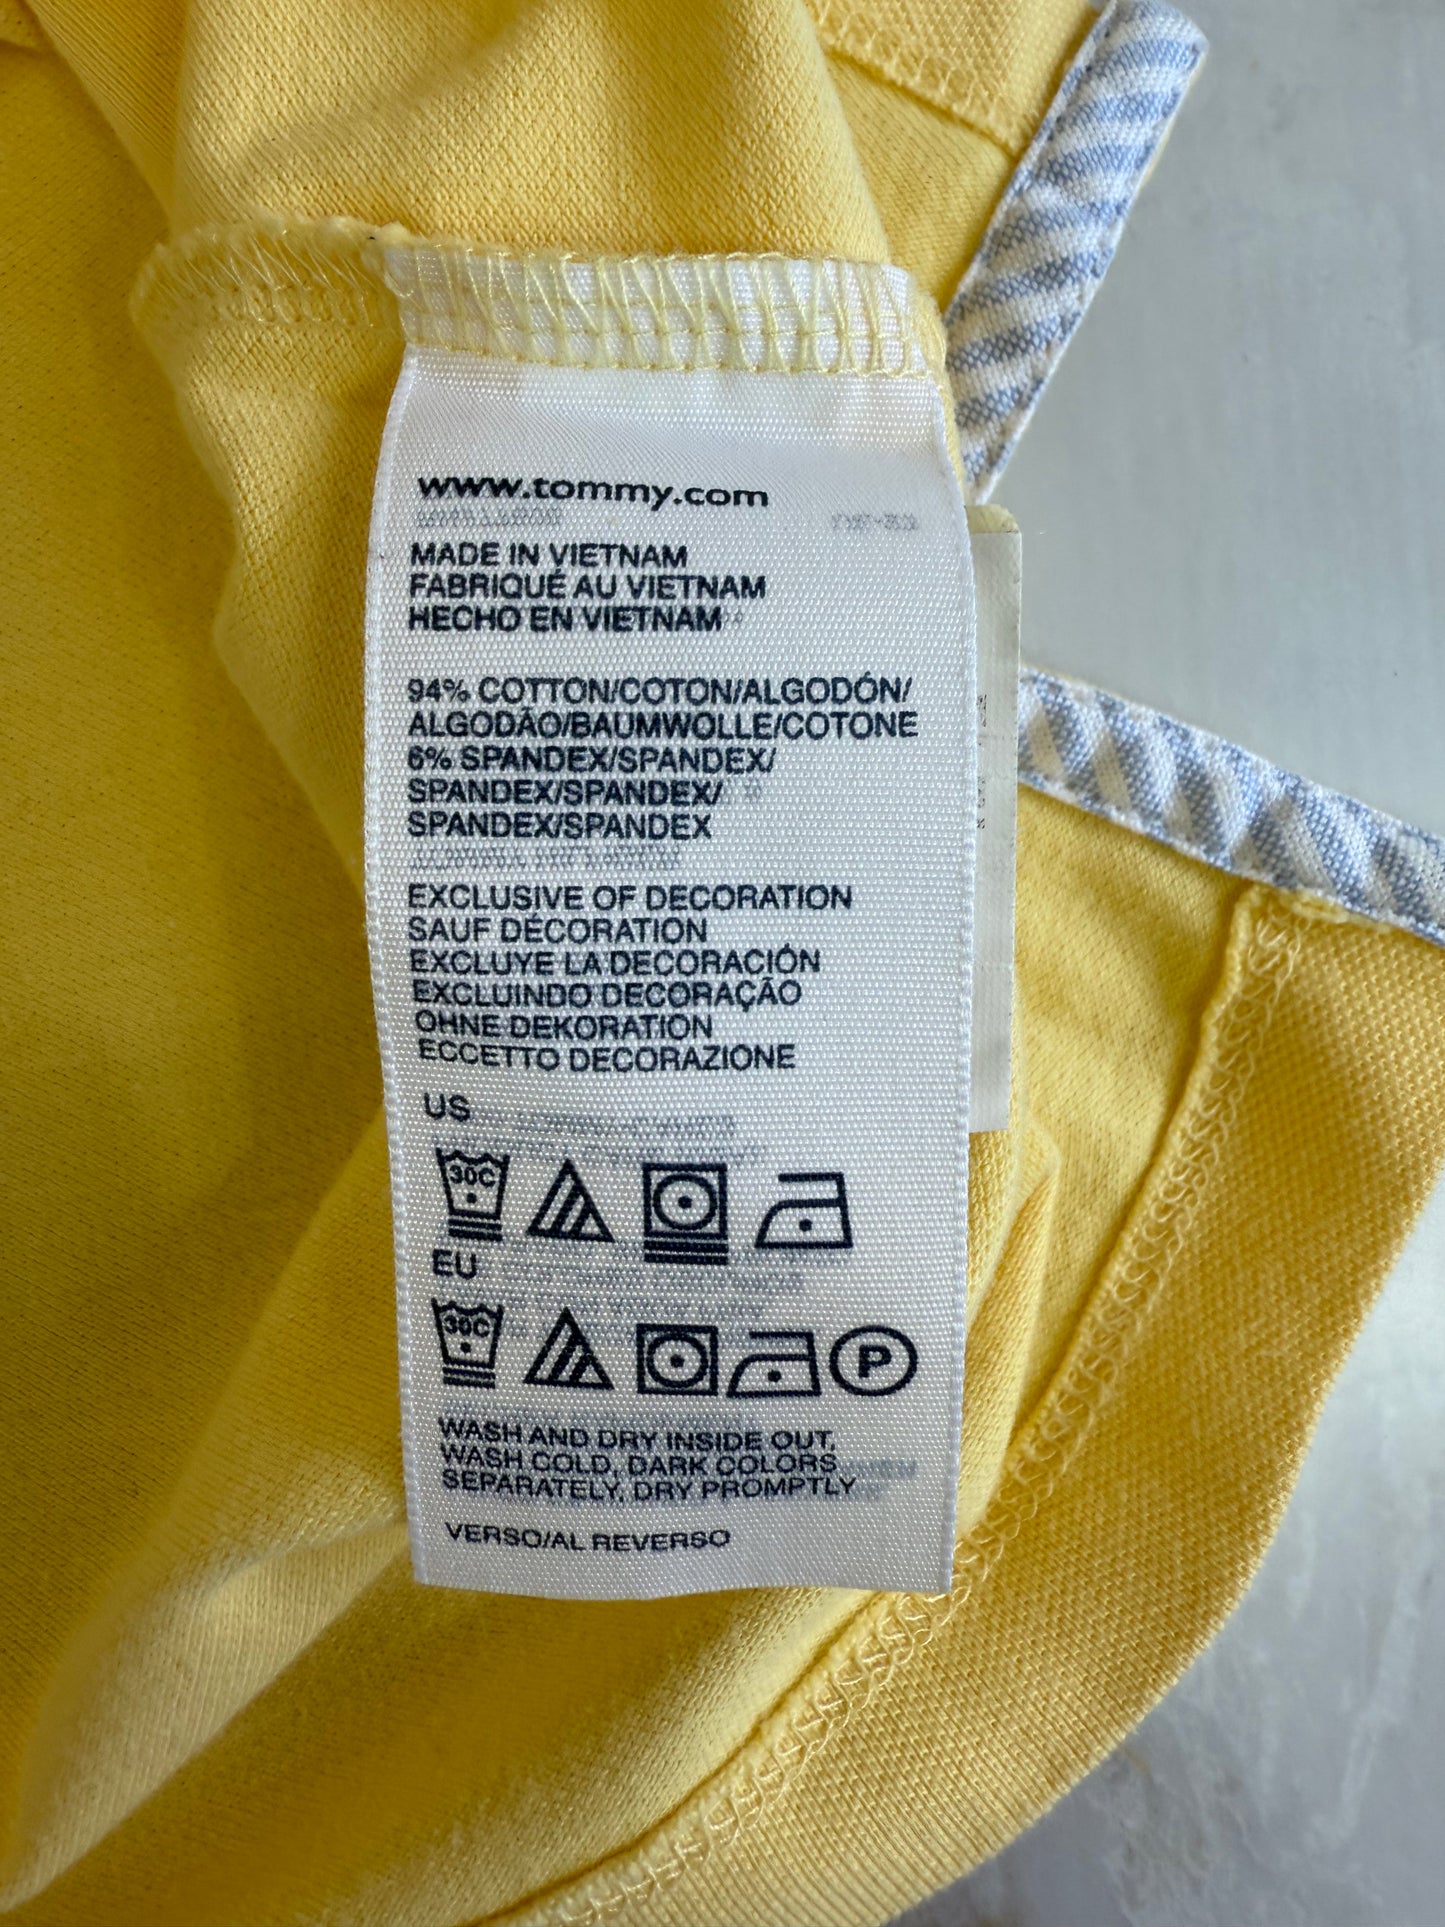 www.tommy.com
MADE IN VIETNAM
FABRIQUÉ AU VIETNAM
HECHO EN VIETNAM
94% COTTON/COTON/ALGODÓN/
ALGODÃO/BAUMWOLLE/COTONE
6% SPANDEX/SPANDEX/
SPANDEX/SPANDEX/
SPANDEX/SPANDEX
EXCLUSIVE OF DECORATION
SAUF DÉCORATION
EXCLUYE LA DECORACIÓN
EXCLUINDO DECORAÇÃO
OHNE DEKORATION
ECCETTO DECORAZIONE
US
30C
EU
30C
P
WASH AND DRY INSIDE OUT,
WASH COLD, DARK COLORS
SEPARATELY, DRY PROMPTLY
VERSO/AL REVERSO